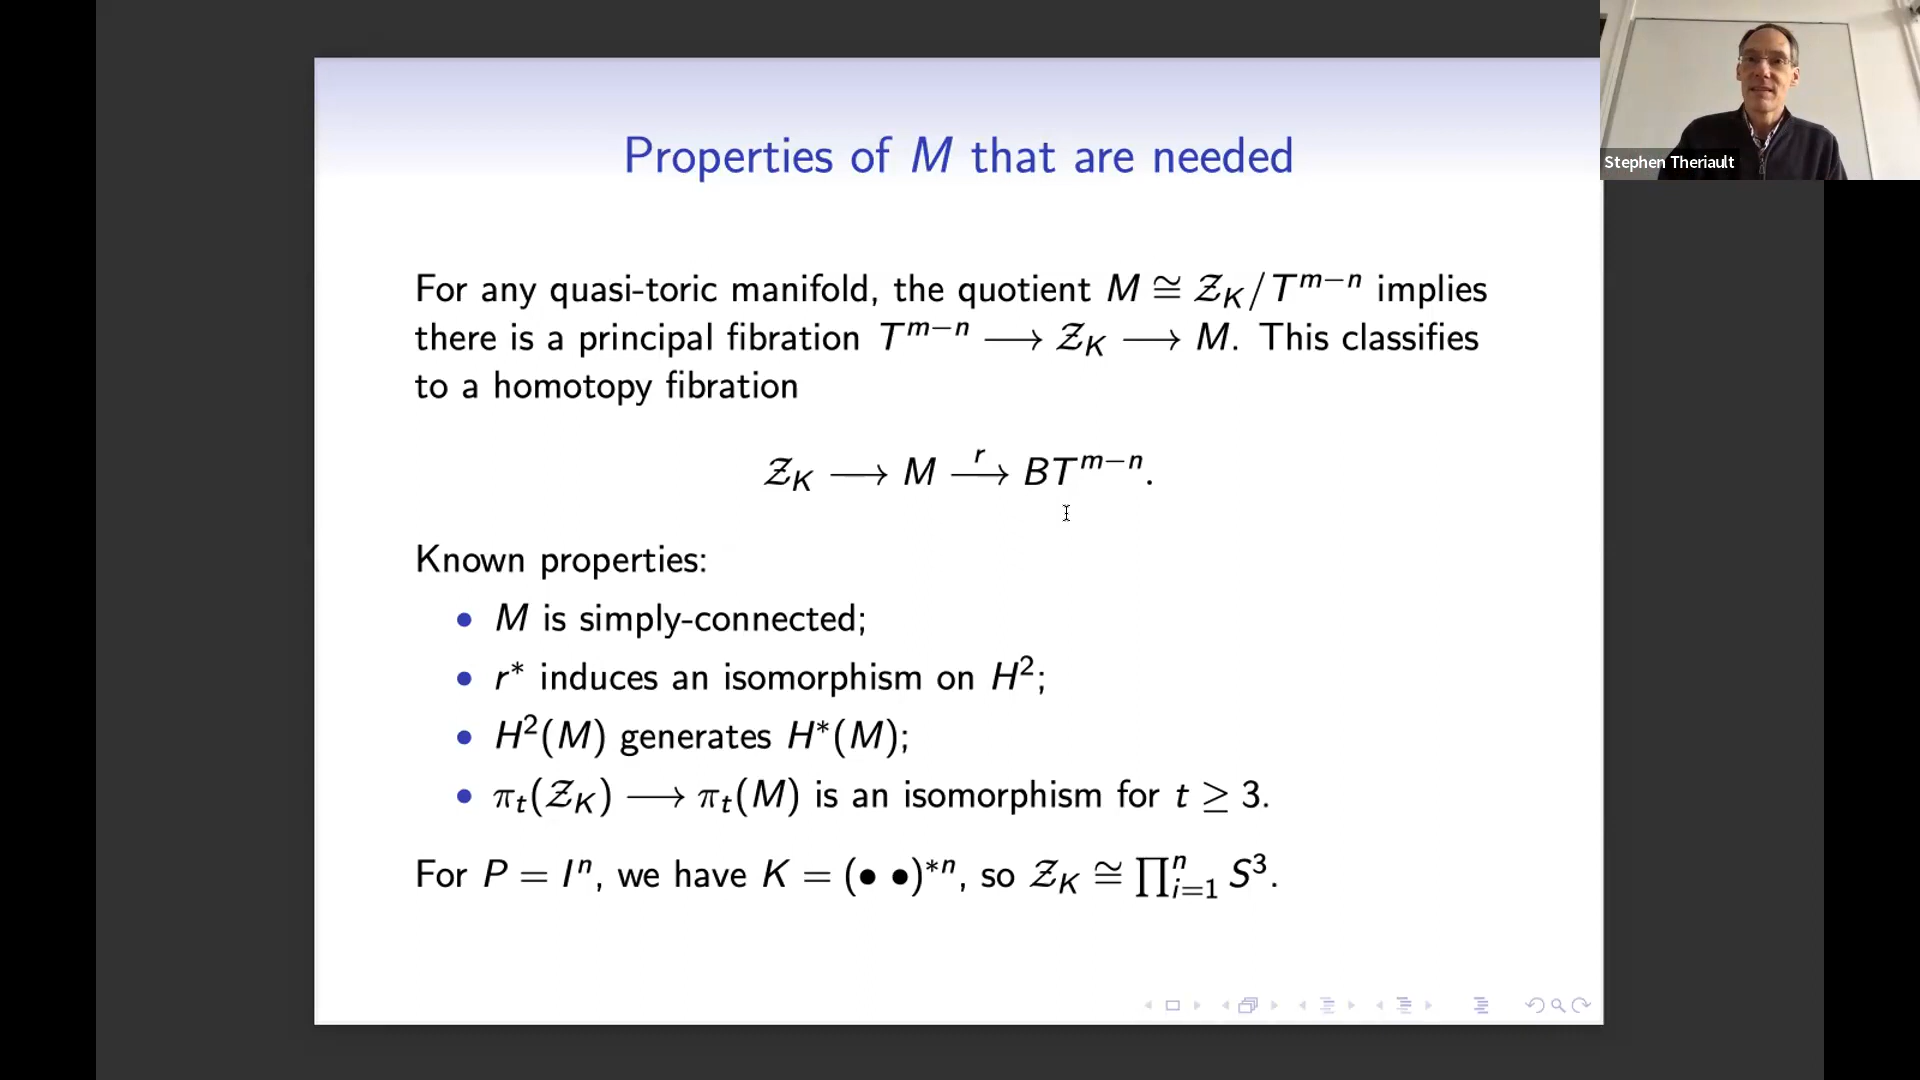 Stephen Theriault
Properties of M that are needed
For any quasi-toric manifold, the quotient M ≅ 𝒵_K/T^{m−n} implies
there is a principal fibration T^{m−n} ⟶ 𝒵_K ⟶ M. This classifies
to a homotopy fibration
𝒵_K ⟶ M \xrightarrow{r} BT^{m−n}.
Known properties:
• M is simply-connected;
• r* induces an isomorphism on H²;
• H²(M) generates H*(M);
• π_t(𝒵_K) ⟶ π_t(M) is an isomorphism for t ≥ 3.
For P = Iⁿ, we have K = (• •)^{*n}, so 𝒵_K ≅ ∏_{i=1}^{n} S³.